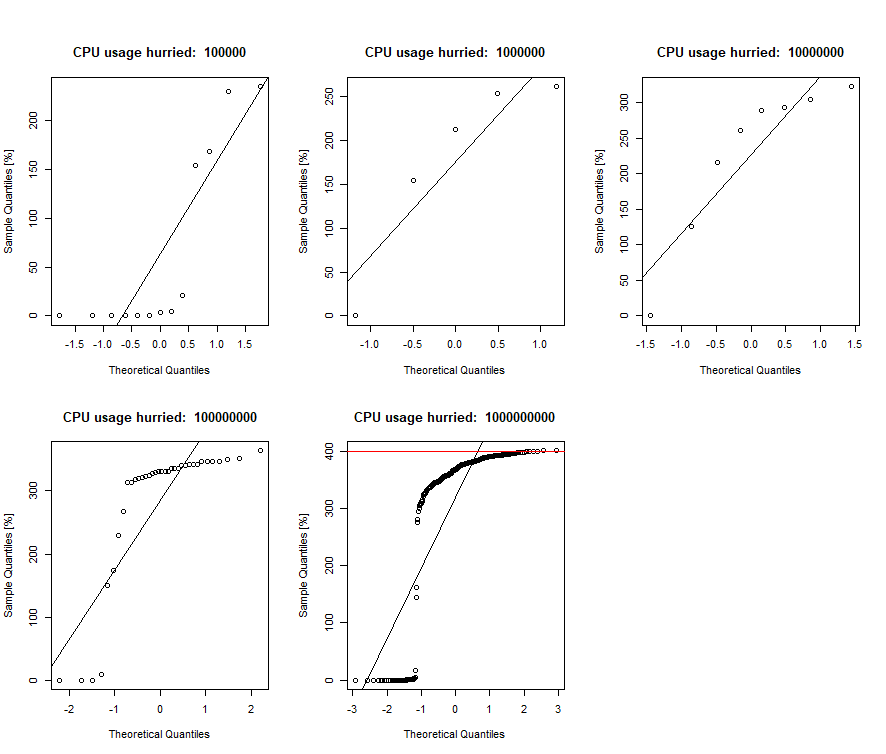 CPU usage hurried: 100000
CPU usage hurried: 1000000
CPU usage hurried: 10000000
Sample Quantiles [%]
0 50 100 150 200
-1.5 -1.0 -0.5 0.0 0.5 1.0 1.5
Theoretical Quantiles
Sample Quantiles [%]
0 50 100 150 200 250
-1.0 -0.5 0.0 0.5 1.0
Theoretical Quantiles
Sample Quantiles [%]
0 50 100 150 200 250 300
-1.5 -1.0 -0.5 0.0 0.5 1.0 1.5
Theoretical Quantiles
CPU usage hurried: 100000000
CPU usage hurried: 1000000000
Sample Quantiles [%]
0 100 200 300
-2 -1 0 1 2
Theoretical Quantiles
Sample Quantiles [%]
0 100 200 300 400
-3 -2 -1 0 1 2 3
Theoretical Quantiles